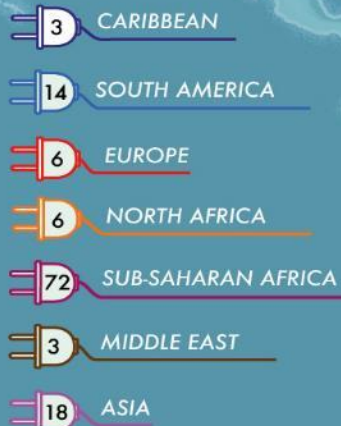 3 CARIBBEAN
14 SOUTH AMERICA
6 EUROPE
6 NORTH AFRICA
72 SUB-SAHARAN AFRICA
3 MIDDLE EAST
18 ASIA